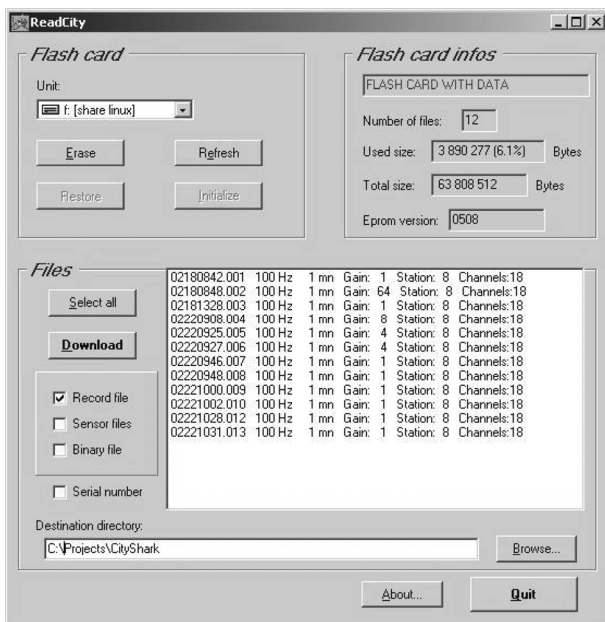 ReadCity
Flash card
Unit:
f: [share linux]
Erase
Refresh
Restore
Initialize
Flash card infos
FLASH CARD WITH DATA
Number of files: 12
Used size: 3 890 277 (6.1%) Bytes
Total size: 63 808 512 Bytes
Eprom version: 0508
Files
Select all
Download
Record file
Sensor files
Binary file
Serial number
02180842.001 100 Hz 1 mn Gain: 1 Station: 8 Channels:18
02180848.002 100 Hz 1 mn Gain: 64 Station: 8 Channels:18
02181328.003 100 Hz 1 mn Gain: 1 Station: 8 Channels:18
02220908.004 100 Hz 1 mn Gain: 8 Station: 8 Channels:18
02220925.005 100 Hz 1 mn Gain: 4 Station: 8 Channels:18
02220927.006 100 Hz 1 mn Gain: 4 Station: 8 Channels:18
02220946.007 100 Hz 1 mn Gain: 1 Station: 8 Channels:18
02220948.008 100 Hz 1 mn Gain: 1 Station: 8 Channels:18
02221000.009 100 Hz 1 mn Gain: 1 Station: 8 Channels:18
02221002.010 100 Hz 1 mn Gain: 1 Station: 8 Channels:18
02221028.012 100 Hz 1 mn Gain: 1 Station: 8 Channels:18
02221031.013 100 Hz 1 mn Gain: 1 Station: 8 Channels:18
Destination directory:
C:\Projects\CityShark
Browse...
About...
Quit